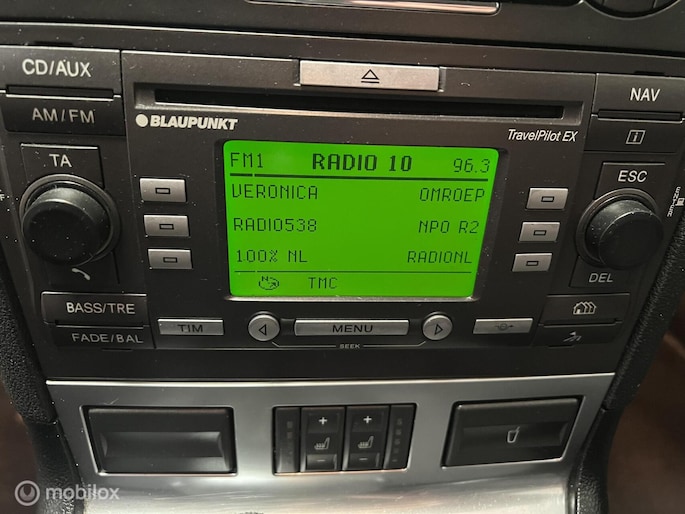 CD/AUX
AM/FM
BLAUPUNKT
TravelPilot EX
NAV
TA
ESC
FM1 RADIO 10 96.3
VERONICA OMROEP
RADIO538 NPO R2
100% NL RADIONL
TMC
DEL
BASS/TRE
FADE/BAL
TIM
MENU
SEEK
mobilox